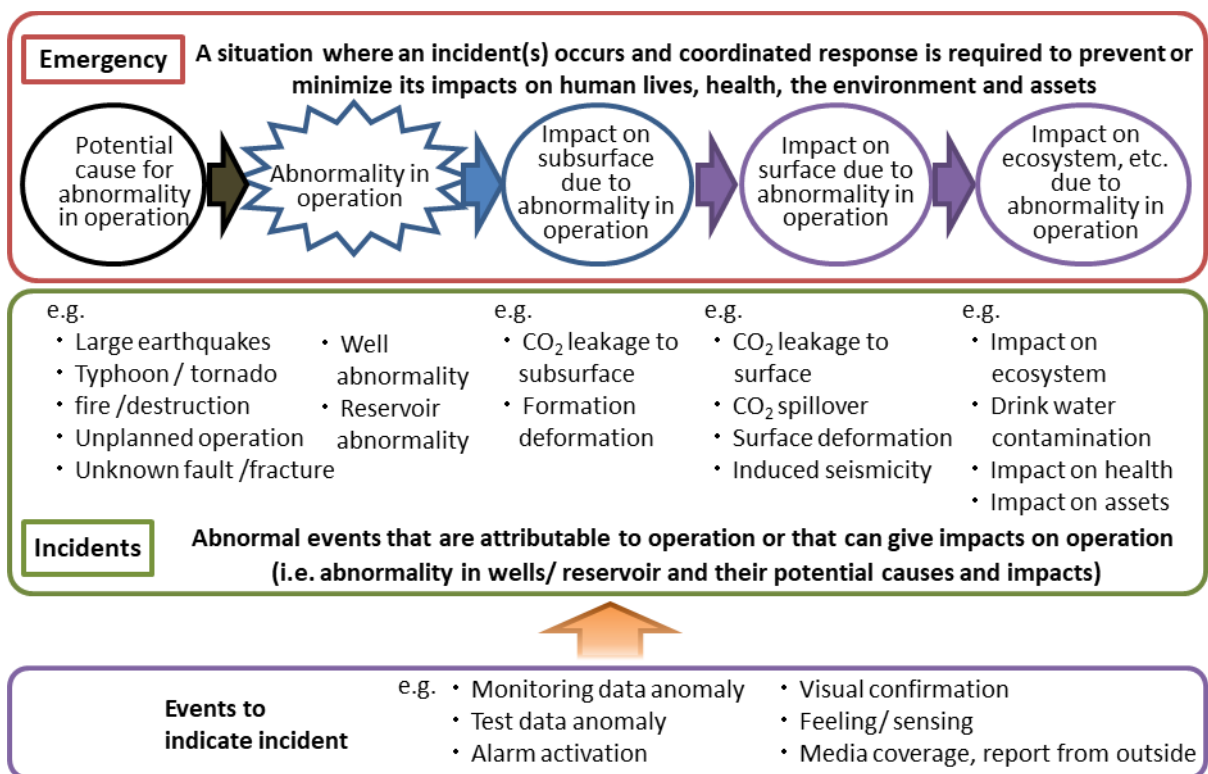 Emergency
A situation where an incident(s) occurs and coordinated response is required to prevent or
minimize its impacts on human lives, health, the environment and assets
Potential
cause for
abnormality
in operation
Abnormality in
operation
Impact on
subsurface
due to
abnormality in
operation
Impact on
surface due to
abnormality in
operation
Impact on
ecosystem, etc.
due to
abnormality in
operation
e.g.
・Large earthquakes
・Typhoon / tornado
・fire /destruction
・Unplanned operation
・Unknown fault /fracture
・Well
abnormality
・Reservoir
abnormality
e.g.
・CO₂ leakage to
subsurface
・Formation
deformation
e.g.
・CO₂ leakage to
surface
・CO₂ spillover
・Surface deformation
・Induced seismicity
e.g.
・Impact on
ecosystem
・Drink water
contamination
・Impact on health
・Impact on assets
Incidents
Abnormal events that are attributable to operation or that can give impacts on operation
(i.e. abnormality in wells/ reservoir and their potential causes and impacts)
Events to
indicate incident
e.g.
・Monitoring data anomaly
・Test data anomaly
・Alarm activation
・Visual confirmation
・Feeling/ sensing
・Media coverage, report from outside